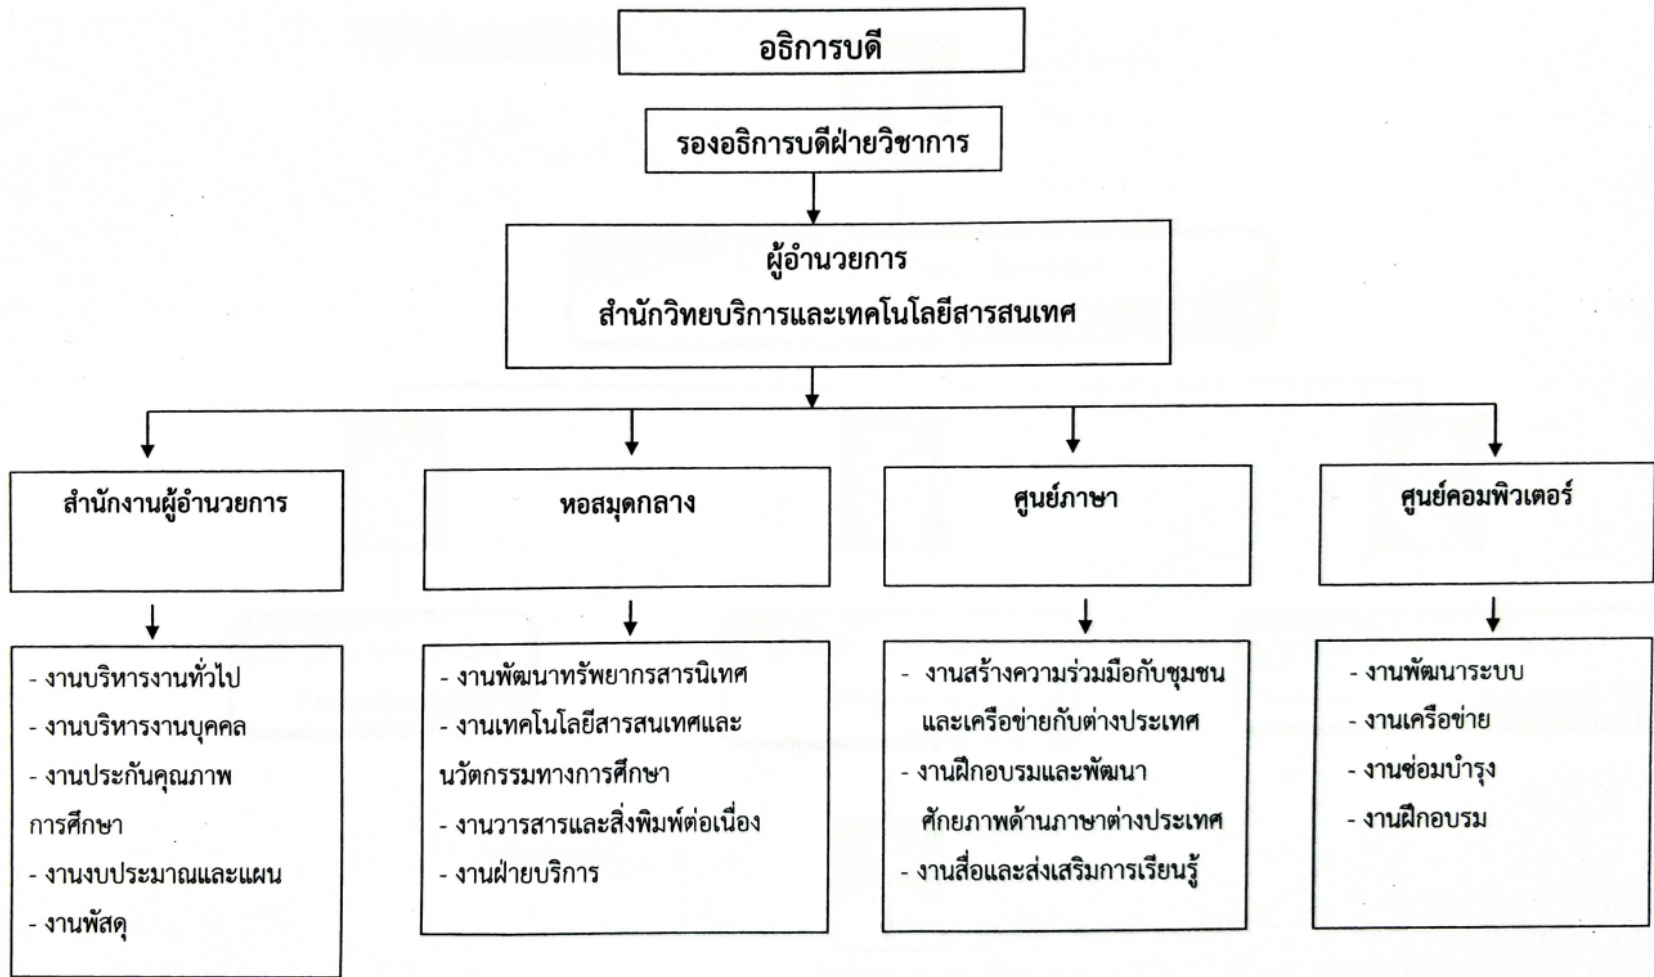 อธิการบดี
รองอธิการบดีฝ่ายวิชาการ
ผู้อำนวยการ
สำนักวิทยบริการและเทคโนโลยีสารสนเทศ
สำนักงานผู้อำนวยการ
หอสมุดกลาง
ศูนย์ภาษา
ศูนย์คอมพิวเตอร์
- งานบริหารงานทั่วไป
- งานบริหารงานบุคคล
- งานประกันคุณภาพ
การศึกษา
- งานงบประมาณและแผน
- งานพัสดุ
- งานพัฒนาทรัพยากรสารนิเทศ
- งานเทคโนโลยีสารสนเทศและ
นวัตกรรมทางการศึกษา
- งานวารสารและสิ่งพิมพ์ต่อเนื่อง
- งานฝ่ายบริการ
- งานสร้างความร่วมมือกับชุมชน
และเครือข่ายกับต่างประเทศ
- งานฝึกอบรมและพัฒนา
ศักยภาพด้านภาษาต่างประเทศ
- งานสื่อและส่งเสริมการเรียนรู้
- งานพัฒนาระบบ
- งานเครือข่าย
- งานซ่อมบำรุง
- งานฝึกอบรม